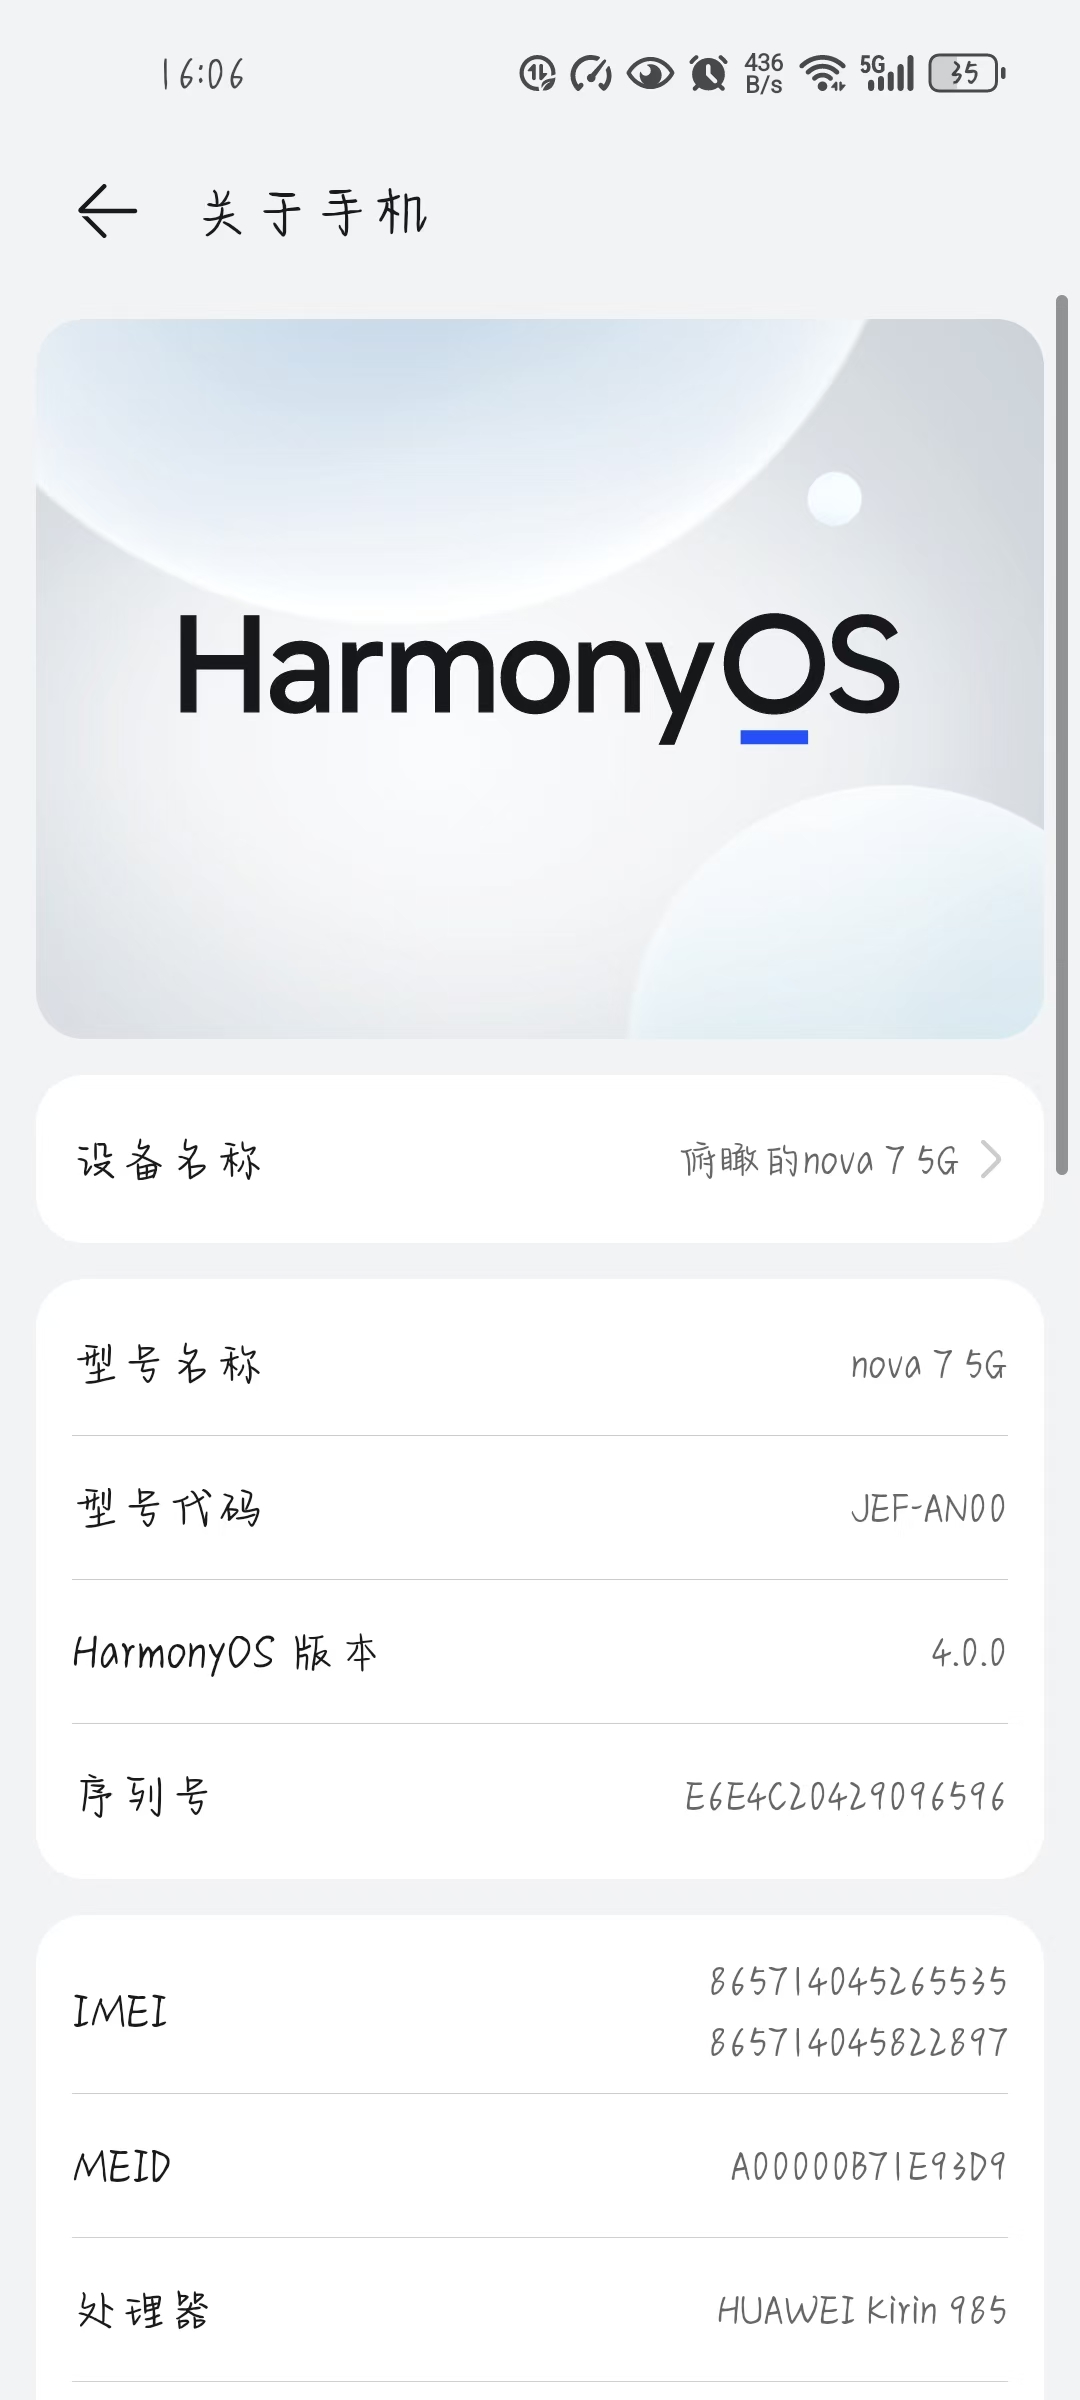 16:06
436
B/s
5G
35
关于手机
HarmonyOS
设备名称
俯瞰的nova 7 5G
型号名称
nova 7 5G
型号代码
JEF-AN00
HarmonyOS 版本
4.0.0
序列号
E6E4C20429096596
IMEI
865714045265535
865714045822897
MEID
A00000B71E93D9
处理器
HUAWEI Kirin 985